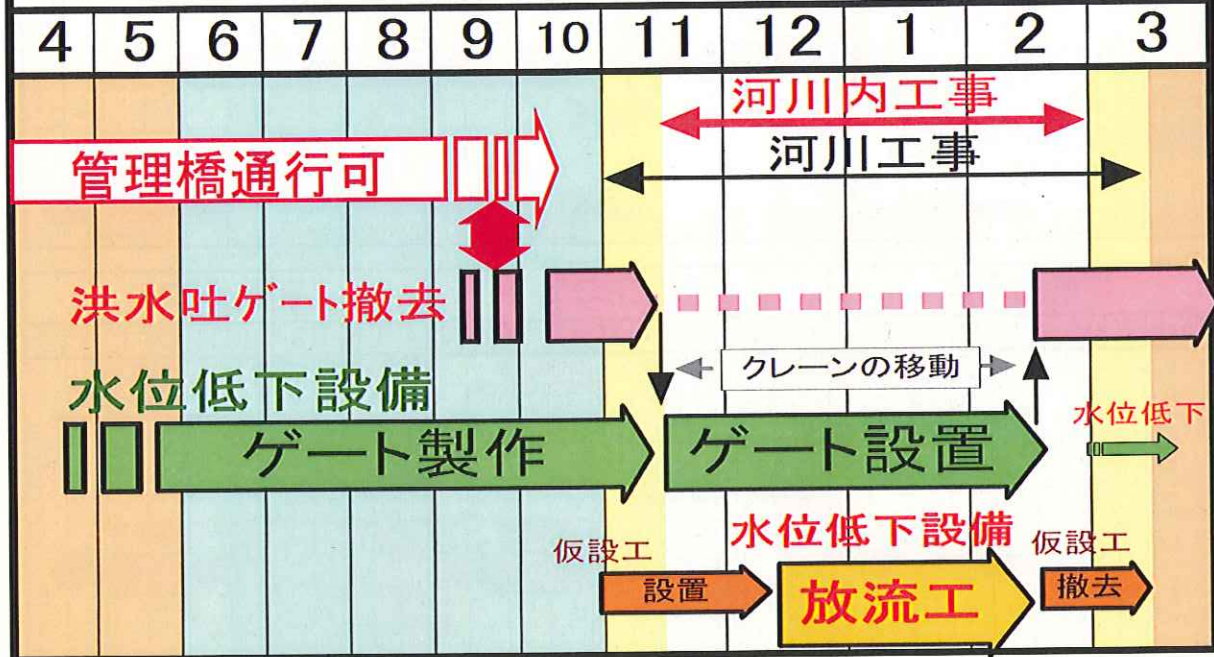 4 5 6 7 8 9 10 11 12 1 2 3
河川内工事
河川工事
管理橋通行可
洪水吐ゲート撤去
クレーンの移動
水位低下設備
ゲート製作
ゲート設置
水位低下
水位低下設備
仮設工
設置
放流工
仮設工
撤去